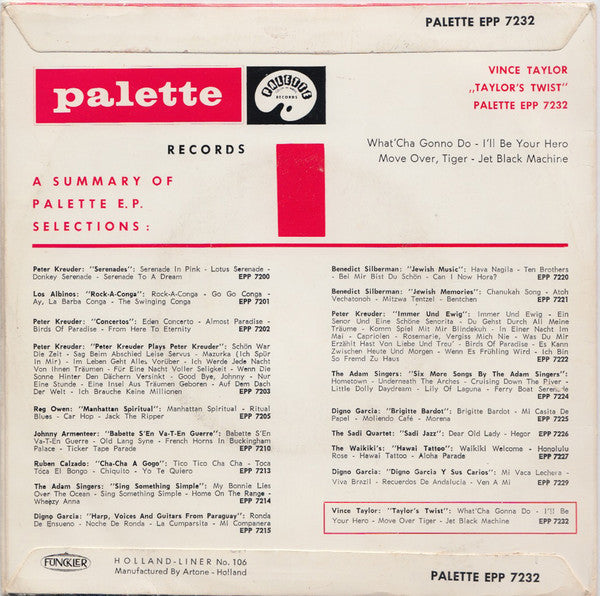 PALETTE EPP 7232
palette
PALETTE
RECORDS
RECORDS
VINCE TAYLOR
„TAYLOR'S TWIST"
PALETTE EPP 7232
What'Cha Gonno Do - I'll Be Your Hero
Move Over, Tiger - Jet Black Machine
A SUMMARY OF
PALETTE E.P.
SELECTIONS:
Peter Kreuder: "Serenades": Serenade In Pink - Lotus Serenade -
Donkey Serenade - Serenade To A Dream EPP 7200
Los Albinos: "Rock-A-Conga": Rock-A-Conga - Go Go Conga -
Ay, La Barba Conga - The Swinging Conga EPP 7201
Peter Kreuder: "Concertos": Eden Concerto - Almost Paradise -
Birds Of Paradise - From Here To Eternity EPP 7202
Peter Kreuder: "Peter Kreuder Plays Peter Kreuder": Schön War
Die Zeit - Sag Beim Abschied Leise Servus - Mazurka (Ich Spür
in Mir) - Im Leben Geht Alles Vorüber - Ich Werde Jede Nacht
Von Ihnen Träumen - Für Eine Nacht Voller Seligkeit - Wenn Die
Sonne Hinter Den Dächern Versinkt - Good Bye, Johnny - Nur
Eine Stunde - Eine Insel Aus Träumen Geboren - Auf Dem Dach
Der Welt - Ich Brauche Keine Millionen EPP 7203
Reg Owen: "Manhattan Spiritual": Manhattan Spiritual - Ritual
Blues - Car Hop - Jack The Ripper EPP 7205
Johnny Armenteer: "Babette S'En Va-T-En Guerre": Babette S'En
Va-T-En Guerre - Old Lang Syne - French Horns In Buckingham
Palace - Ticker Tape Parade EPP 7210
Ruben Calzado: "Cha-Cha A Gogo": Tico Tico Cha Cha - Toca
Tóca El Bongo - Chiquito - Yo Te Quiero EPP 7213
The Adam Singers: "Sing Something Simple": My Bonnie Lies
Over The Ocean - Sing Something Simple - Home On The Range -
Wheezy Anna EPP 7214
Digno Garcia: "Harp, Voices And Guitars From Paraguay": Ronda
De Ensueno - Noche De Ronda - La Cumparsita - Mi Companera
EPP 7215
Benedict Silberman: "Jewish Music": Hava Nagila - Ten Brothers
- Bei Mir Bist Du Schön - Can I Now Hora? EPP 7220
Benedict Silberman: "Jewish Memories": Chanukah Song - Atoh
Vechatonoh - Mitzwa Tentzel - Bentchen EPP 7221
Peter Kreuder: "Immer Und Ewig": Immer Und Ewig - Ein
Senor Und Eine Schöne Senorita - Du Gehst Durch All Meine
Träume - Komm Spiel Mit Mir Blindekuh - In Einer Nacht Im
Mai - Capriolen - Rosemarie, Vergiss Mich Nie - Was Du Mir
Erzählt Hast von Liebe und Treu' - Birds Of Paradise - Es Kann
Zwischen Heute Und Morgen - Wenn Es Frühling Wird - Ich Bin
So Fremd Zu Haus EPP 7222
The Adam Singers: "Six More Songs By The Adam Singers":
Hometown - Underneath The Arches - Cruising Down The River -
Little Dolly Daydream - Lily Of Laguna - Ferry Boat Serenade
EPP 7224
Digno Garcia: "Brigitte Bardot": Brigitte Bardot - Mi Casita De
Papel - Moliendo Café - Morena EPP 7225
The Sadi Quartet: "Sadi Jazz": Dear Old Lady - Hegor EPP 7226
The Waikiki's: "Hawai Tattoo": Waikiki Welcome - Honolulu
Rose - Hawai Tattoo - Aloha Parade EPP 7227
Digno Garcia: "Digno Garcia Y Sus Carios": Mi Vaca Lechera -
Viva Brazil - Recuerdos De Andalucia - Ven A Mi EPP 7229
Vince Taylor: "Taylor's Twist": What'Cha Gonno Do - I'll Be
Your Hero - Move Over Tiger - Jet Black Machine EPP 7232
FUNCKLER
HOLLAND-LINER No. 106
Manufactured By Artone - Holland
PALETTE EPP 7232